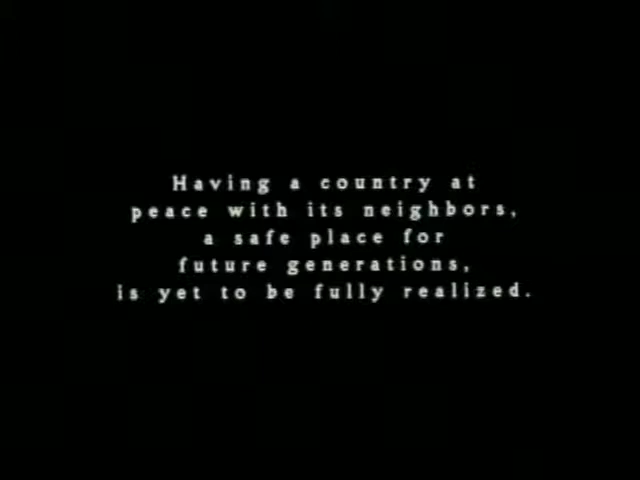 Having a country at
peace with its neighbors,
a safe place for
future generations,
is yet to be fully realized.